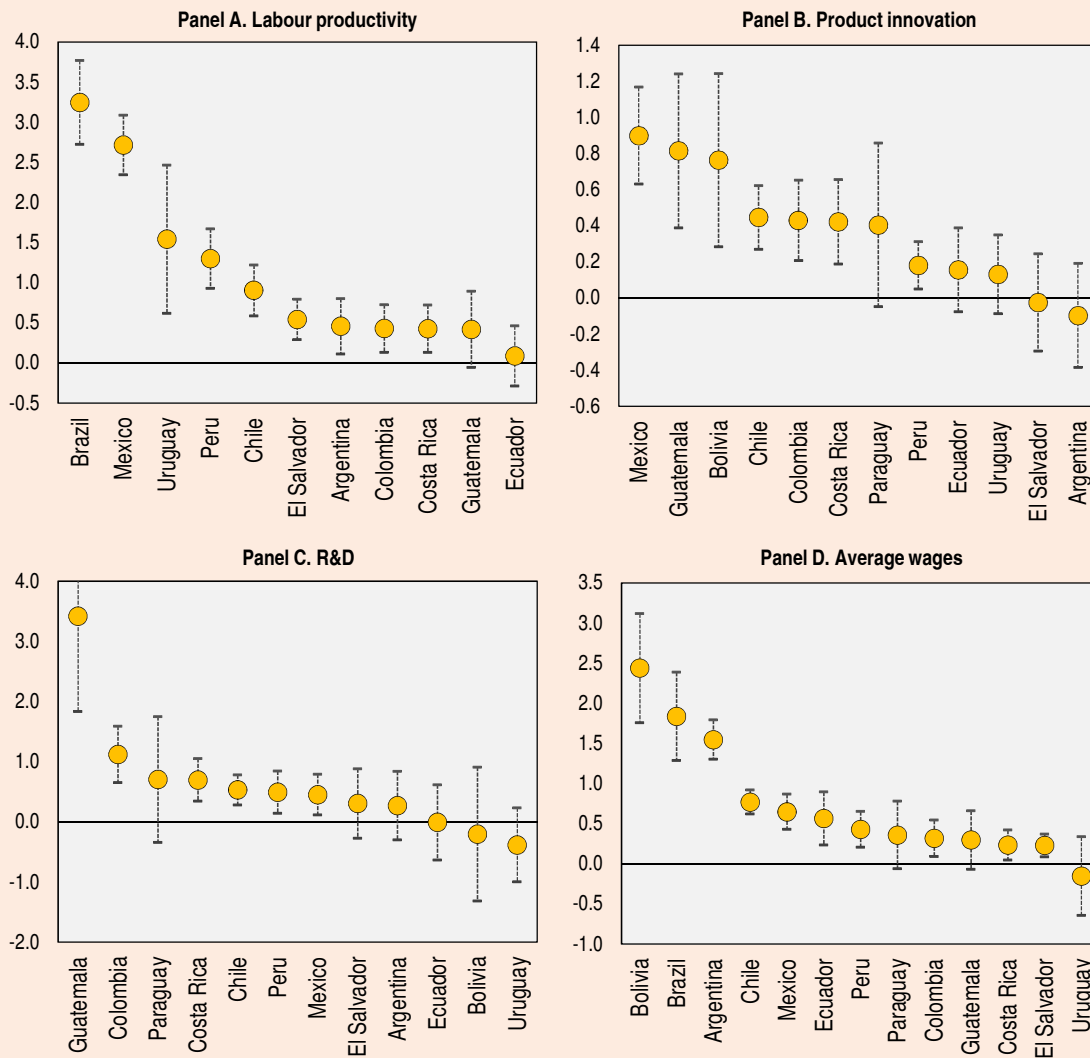 Panel A. Labour productivity
4.0
3.5
3.0
2.5
2.0
1.5
1.0
0.5
0.0
-0.5
Brazil
Mexico
Uruguay
Peru
Chile
El Salvador
Argentina
Colombia
Costa Rica
Guatemala
Ecuador
Panel B. Product innovation
1.4
1.2
1.0
0.8
0.6
0.4
0.2
0.0
-0.2
-0.4
-0.6
Mexico
Guatemala
Bolivia
Chile
Colombia
Costa Rica
Paraguay
Peru
Ecuador
Uruguay
El Salvador
Argentina
Panel C. R&D
4.0
3.0
2.0
1.0
0.0
-1.0
-2.0
Guatemala
Colombia
Paraguay
Costa Rica
Chile
Peru
Mexico
El Salvador
Argentina
Ecuador
Bolivia
Uruguay
Panel D. Average wages
3.5
3.0
2.5
2.0
1.5
1.0
0.5
0.0
-0.5
-1.0
Bolivia
Brazil
Argentina
Chile
Mexico
Ecuador
Peru
Paraguay
Colombia
Guatemala
Costa Rica
El Salvador
Uruguay